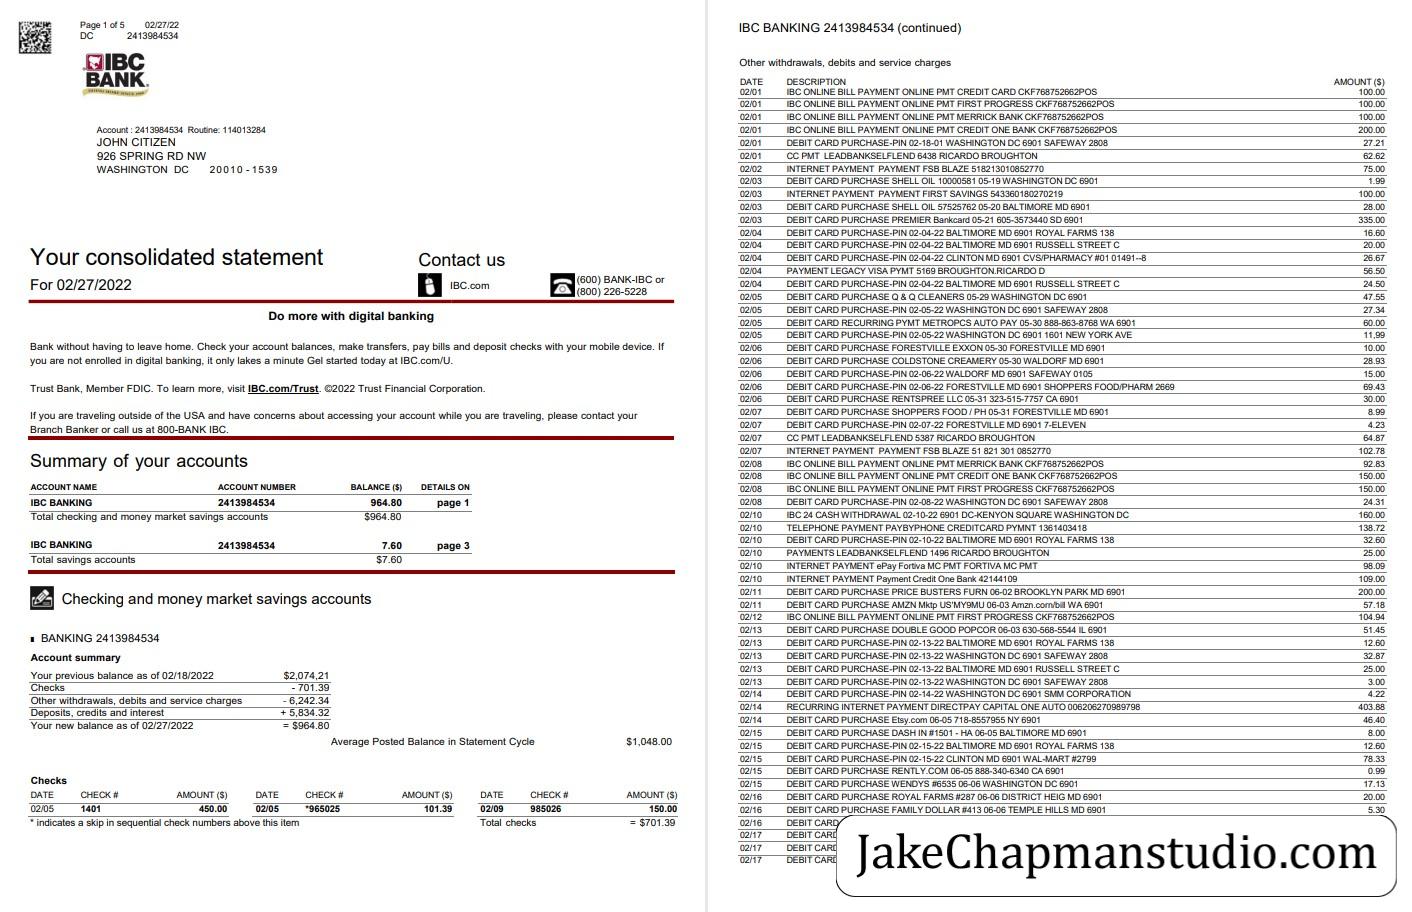 Page 1 of 5 02/27/22
DC 2413984534
IBC
BANK
Account : 2413984534 Routine: 114013284
JOHN CITIZEN
926 SPRING RD NW
WASHINGTON DC 20010 - 1539
Your consolidated statement
For 02/27/2022
Contact us
IBC.com
(600) BANK-IBC or
(800) 226-5228
Do more with digital banking
Bank without having to leave home. Check your account balances, make transfers, pay bills and deposit checks with your mobile device. If
you are not enrolled in digital banking, it only lakes a minute Gel started today at IBC.com/U.
Trust Bank, Member FDIC. To learn more, visit IBC.com/Trust. ©2022 Trust Financial Corporation.
If you are traveling outside of the USA and have concerns about accessing your account while you are traveling, please contact your
Branch Banker or call us at 800-BANK IBC.
Summary of your accounts
ACCOUNT NAME ACCOUNT NUMBER BALANCE ($) DETAILS ON
IBC BANKING 2413984534 964.80 page 1
Total checking and money market savings accounts $964.80
IBC BANKING 2413984534 7.60 page 3
Total savings accounts $7.60
Checking and money market savings accounts
BANKING 2413984534
Account summary
Your previous balance as of 02/18/2022 $2,074,21
Checks - 701.39
Other withdrawals, debits and service charges - 6,242.34
Deposits, credits and interest + 5,834.32
Your new balance as of 02/27/2022 = $964.80
Average Posted Balance in Statement Cycle $1,048.00
Checks
DATE CHECK # AMOUNT ($) DATE CHECK # AMOUNT ($) DATE CHECK # AMOUNT ($)
02/05 1401 450.00 02/05 *965025 101.39 02/09 985026 150.00
* indicates a skip in sequential check numbers above this item Total checks = $701.39
IBC BANKING 2413984534 (continued)
Other withdrawals, debits and service charges
DATE DESCRIPTION AMOUNT ($)
02/01 IBC ONLINE BILL PAYMENT ONLINE PMT CREDIT CARD CKF768752662POS 100.00
02/01 IBC ONLINE BILL PAYMENT ONLINE PMT FIRST PROGRESS CKF768752662POS 100.00
02/01 IBC ONLINE BILL PAYMENT ONLINE PMT MERRICK BANK CKF768752662POS 100.00
02/01 IBC ONLINE BILL PAYMENT ONLINE PMT CREDIT ONE BANK CKF768752662POS 200.00
02/01 DEBIT CARD PURCHASE-PIN 02-18-01 WASHINGTON DC 6901 SAFEWAY 2808 27.21
02/01 CC PMT LEADBANKSELFLEND 6438 RICARDO BROUGHTON 62.62
02/02 INTERNET PAYMENT PAYMENT FSB BLAZE 518213010852770 75.00
02/03 DEBIT CARD PURCHASE SHELL OIL 10000581 05-19 WASHINGTON DC 6901 1.99
02/03 INTERNET PAYMENT PAYMENT FIRST SAVINGS 543360180270219 100.00
02/03 DEBIT CARD PURCHASE SHELL OIL 57525762 05-20 BALTIMORE MD 6901 28.00
02/03 DEBIT CARD PURCHASE PREMIER Bankcard 05-21 605-3573440 SD 6901 335.00
02/04 DEBIT CARD PURCHASE-PIN 02-04-22 BALTIMORE MD 6901 ROYAL FARMS 138 16.60
02/04 DEBIT CARD PURCHASE-PIN 02-04-22 BALTIMORE MD 6901 RUSSELL STREET C 20.00
02/04 DEBIT CARD PURCHASE-PIN 02-04-22 CLINTON MD 6901 CVS/PHARMACY #01 01491--8 26.67
02/04 PAYMENT LEGACY VISA PYMT 5169 BROUGHTON.RICARDO D 56.50
02/04 DEBIT CARD PURCHASE-PIN 02-04-22 BALTIMORE MD 6901 RUSSELL STREET C 24.50
02/05 DEBIT CARD PURCHASE Q & Q CLEANERS 05-29 WASHINGTON DC 6901 47.55
02/05 DEBIT CARD PURCHASE-PIN 02-05-22 WASHINGTON DC 6901 SAFEWAY 2808 27.34
02/05 DEBIT CARD RECURRING PYMT METROPCS AUTO PAY 05-30 888-863-8768 WA 6901 60.00
02/05 DEBIT CARD PURCHASE-PIN 02-05-22 WASHINGTON DC 6901 1601 NEW YORK AVE 11,99
02/06 DEBIT CARD PURCHASE FORESTVILLE EXXON 05-30 FORESTVILLE MD 6901 10.00
02/06 DEBIT CARD PURCHASE COLDSTONE CREAMERY 05-30 WALDORF MD 6901 28.93
02/06 DEBIT CARD PURCHASE-PIN 02-06-22 WALDORF MD 6901 SAFEWAY 0105 15.00
02/06 DEBIT CARD PURCHASE-PIN 02-06-22 FORESTVILLE MD 6901 SHOPPERS FOOD/PHARM 2669 69.43
02/06 DEBIT CARD PURCHASE RENTSPREE LLC 05-31 323-515-7757 CA 6901 30.00
02/07 DEBIT CARD PURCHASE SHOPPERS FOOD / PH 05-31 FORESTVILLE MD 6901 8.99
02/07 DEBIT CARD PURCHASE-PIN 02-07-22 FORESTVILLE MD 6901 7-ELEVEN 4.23
02/07 CC PMT LEADBANKSELFLEND 5387 RICARDO BROUGHTON 64.87
02/07 INTERNET PAYMENT PAYMENT FSB BLAZE 51 821 301 0852770 102.78
02/08 IBC ONLINE BILL PAYMENT ONLINE PMT MERRICK BANK CKF768752662POS 92.83
02/08 IBC ONLINE BILL PAYMENT ONLINE PMT CREDIT ONE BANK CKF768752662POS 150.00
02/08 IBC ONLINE BILL PAYMENT ONLINE PMT FIRST PROGRESS CKF768752662POS 150.00
02/08 DEBIT CARD PURCHASE-PIN 02-08-22 WASHINGTON DC 6901 SAFEWAY 2808 24.31
02/10 IBC 24 CASH WITHDRAWAL 02-10-22 6901 DC-KENYON SQUARE WASHINGTON DC 160.00
02/10 TELEPHONE PAYMENT PAYBYPHONE CREDITCARD PYMNT 1361403418 138.72
02/10 DEBIT CARD PURCHASE-PIN 02-10-22 BALTIMORE MD 6901 ROYAL FARMS 138 32.60
02/10 PAYMENTS LEADBANKSELFLEND 1496 RICARDO BROUGHTON 25.00
02/10 INTERNET PAYMENT ePay Fortiva MC PMT FORTIVA MC PMT 98.09
02/10 INTERNET PAYMENT Payment Credit One Bank 42144109 109.00
02/11 DEBIT CARD PURCHASE PRICE BUSTERS FURN 06-02 BROOKLYN PARK MD 6901 200.00
02/11 DEBIT CARD PURCHASE AMZN Mktp US'MY9MU 06-03 Amzn.corn/bill WA 6901 57.18
02/12 IBC ONLINE BILL PAYMENT ONLINE PMT FIRST PROGRESS CKF768752662POS 104.94
02/13 DEBIT CARD PURCHASE DOUBLE GOOD POPCOR 06-03 630-568-5544 IL 6901 51.45
02/13 DEBIT CARD PURCHASE-PIN 02-13-22 BALTIMORE MD 6901 ROYAL FARMS 138 12.60
02/13 DEBIT CARD PURCHASE-PIN 02-13-22 WASHINGTON DC 6901 SAFEWAY 2808 32.87
02/13 DEBIT CARD PURCHASE-PIN 02-13-22 BALTIMORE MD 6901 RUSSELL STREET C 25.00
02/13 DEBIT CARD PURCHASE-PIN 02-13-22 WASHINGTON DC 6901 SAFEWAY 2808 3.00
02/14 DEBIT CARD PURCHASE-PIN 02-14-22 WASHINGTON DC 6901 SMM CORPORATION 4.22
02/14 RECURRING INTERNET PAYMENT DIRECTPAY CAPITAL ONE AUTO 006206270989798 403.88
02/14 DEBIT CARD PURCHASE Etsy.com 06-05 718-8557955 NY 6901 46.40
02/15 DEBIT CARD PURCHASE DASH IN #1501 - HA 06-05 BALTIMORE MD 6901 8.00
02/15 DEBIT CARD PURCHASE-PIN 02-15-22 BALTIMORE MD 6901 ROYAL FARMS 138 12.60
02/15 DEBIT CARD PURCHASE-PIN 02-15-22 CLINTON MD 6901 WAL-MART #2799 78.33
02/15 DEBIT CARD PURCHASE RENTLY.COM 06-05 888-340-6340 CA 6901 0.99
02/15 DEBIT CARD PURCHASE WENDYS #6535 06-06 WASHINGTON DC 6901 17.13
02/16 DEBIT CARD PURCHASE ROYAL FARMS #287 06-06 DISTRICT HEIG MD 6901 20.00
02/16 DEBIT CARD PURCHASE FAMILY DOLLAR #413 06-06 TEMPLE HILLS MD 6901 5.30
02/16 DEBIT CARD
02/17 DEBIT CARD
02/17 DEBIT CARD
02/17 DEBIT CARD
JakeChapmanstudio.com